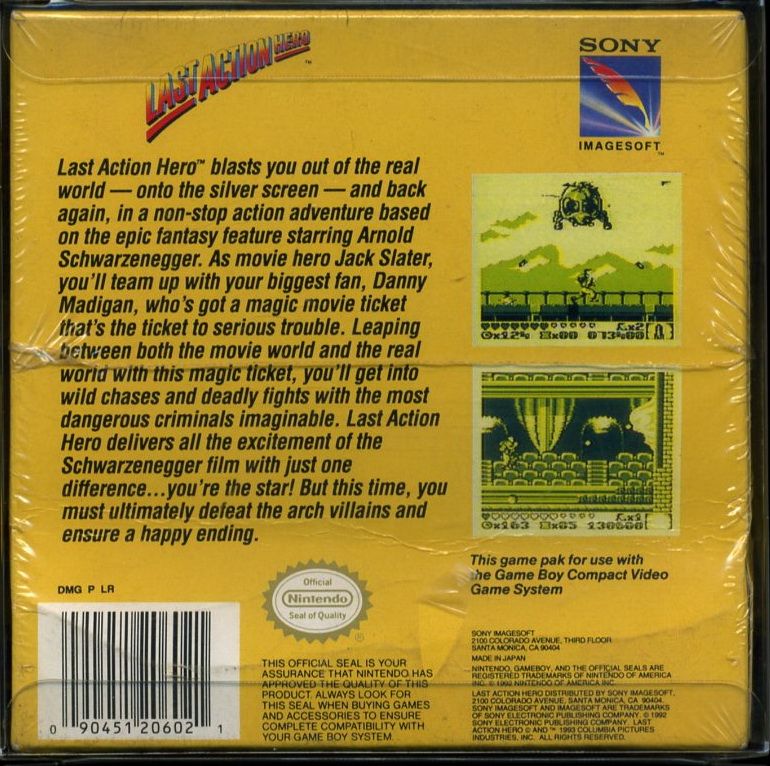 LAST ACTION HERO™
SONY
IMAGESOFT™
Last Action Hero™ blasts you out of the real
world — onto the silver screen — and back
again, in a non-stop action adventure based
on the epic fantasy feature starring Arnold
Schwarzenegger. As movie hero Jack Slater,
you'll team up with your biggest fan, Danny
Madigan, who's got a magic movie ticket
that's the ticket to serious trouble. Leaping
between both the movie world and the real
world with this magic ticket, you'll get into
wild chases and deadly fights with the most
dangerous criminals imaginable. Last Action
Hero delivers all the excitement of the
Schwarzenegger film with just one
difference...you're the star! But this time, you
must ultimately defeat the arch villains and
ensure a happy ending.
x2
x00
x1
x163 x05 130600
This game pak for use with
the Game Boy Compact Video
Game System
DMG P LR
0 90451 20602 1
Official
Nintendo
Seal of Quality
®
THIS OFFICIAL SEAL IS YOUR
ASSURANCE THAT NINTENDO HAS
APPROVED THE QUALITY OF THIS
PRODUCT. ALWAYS LOOK FOR
THIS SEAL WHEN BUYING GAMES
AND ACCESSORIES TO ENSURE
COMPLETE COMPATIBILITY WITH
YOUR GAME BOY SYSTEM.
SONY IMAGESOFT
2100 COLORADO AVENUE, THIRD FLOOR
SANTA MONICA, CA 90404
MADE IN JAPAN
NINTENDO, GAMEBOY, AND THE OFFICIAL SEALS ARE
REGISTERED TRADEMARKS OF NINTENDO OF AMERICA
INC. © 1992 NINTENDO OF AMERICA INC.
LAST ACTION HERO DISTRIBUTED BY SONY IMAGESOFT,
2100 COLORADO AVENUE, SANTA MONICA, CA 90404.
SONY IMAGESOFT AND IMAGESOFT ARE TRADEMARKS
OF SONY ELECTRONIC PUBLISHING COMPANY. © 1992
SONY ELECTRONIC PUBLISHING COMPANY. LAST
ACTION HERO © AND ™ 1993 COLUMBIA PICTURES
INDUSTRIES, INC. ALL RIGHTS RESERVED.